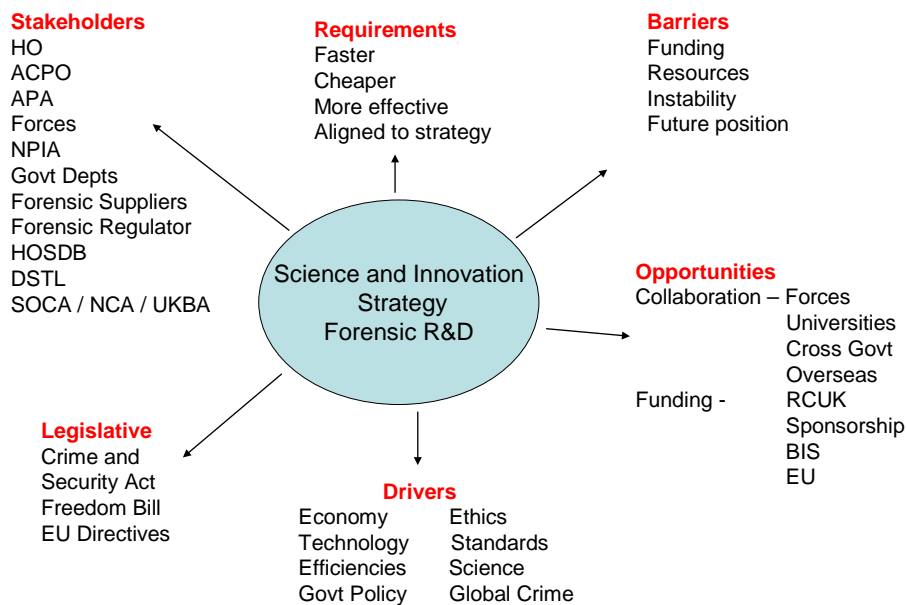 Stakeholders
HO
ACPO
APA
Forces
NPIA
Govt Depts
Forensic Suppliers
Forensic Regulator
HOSDB
DSTL
SOCA / NCA / UKBA
Requirements
Faster
Cheaper
More effective
Aligned to strategy
Barriers
Funding
Resources
Instability
Future position
Science and Innovation
Strategy
Forensic R&D
Opportunities
Collaboration – Forces
Universities
Cross Govt
Overseas
Funding - RCUK
Sponsorship
BIS
EU
Legislative
Crime and
Security Act
Freedom Bill
EU Directives
Drivers
Economy Ethics
Technology Standards
Efficiencies Science
Govt Policy Global Crime